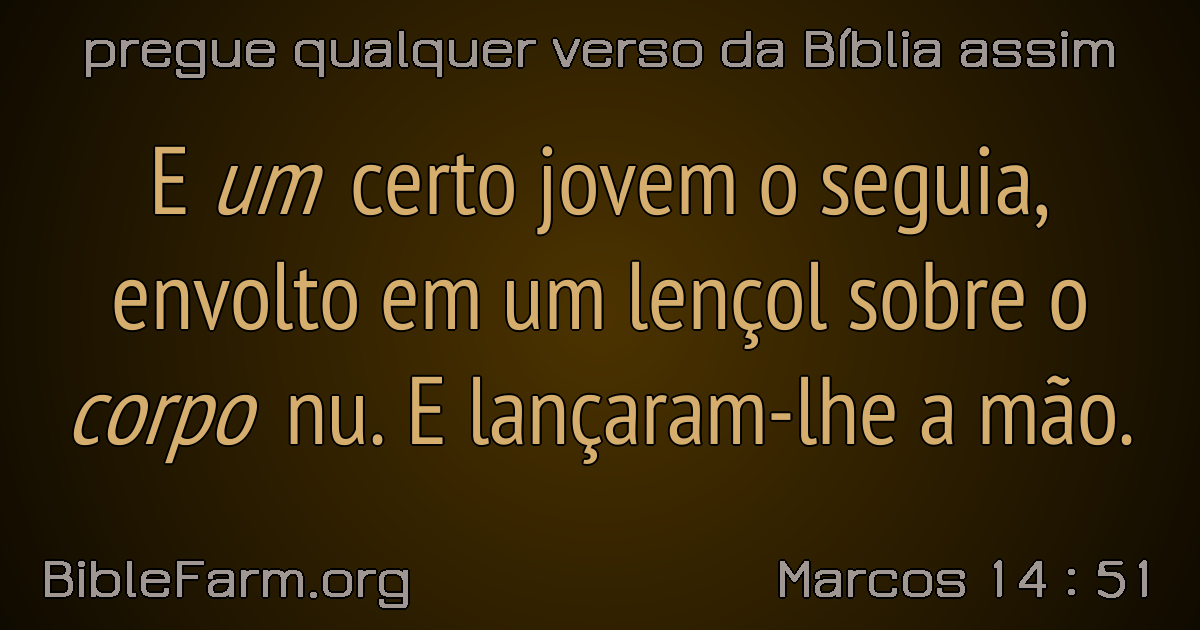 pregue qualquer verso da Bíblia assim
E um certo jovem o seguia,
envolto em um lençol sobre o
corpo nu. E lançaram-lhe a mão.
BibleFarm.org
Marcos 14 : 51